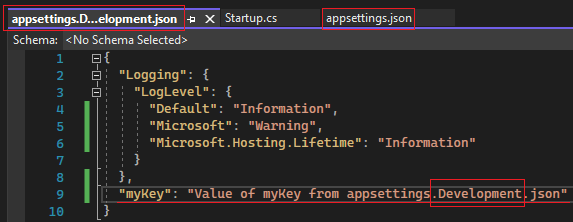 appsettings.D...elopment.json Startup.cs appsettings.json
Schema: <No Schema Selected>
1 {
2 "Logging": {
3 "LogLevel": {
4 "Default": "Information",
5 "Microsoft": "Warning",
6 "Microsoft.Hosting.Lifetime": "Information"
7 }
8 },
9 "myKey": "Value of myKey from appsettings.Development.json"
10 }